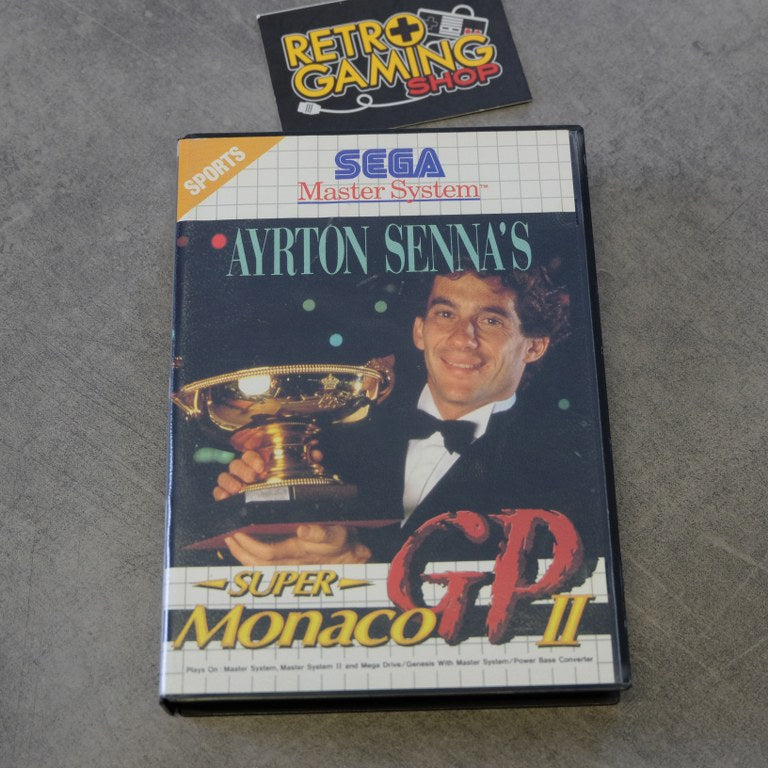 RETRO
GAMING
SHOP
SPORTS
SEGA
Master System™
AYRTON SENNA'S
SUPER
Monaco GP II
Plays On : Master System, Master System II and Mega Drive/Genesis With Master System/Power Base Converter